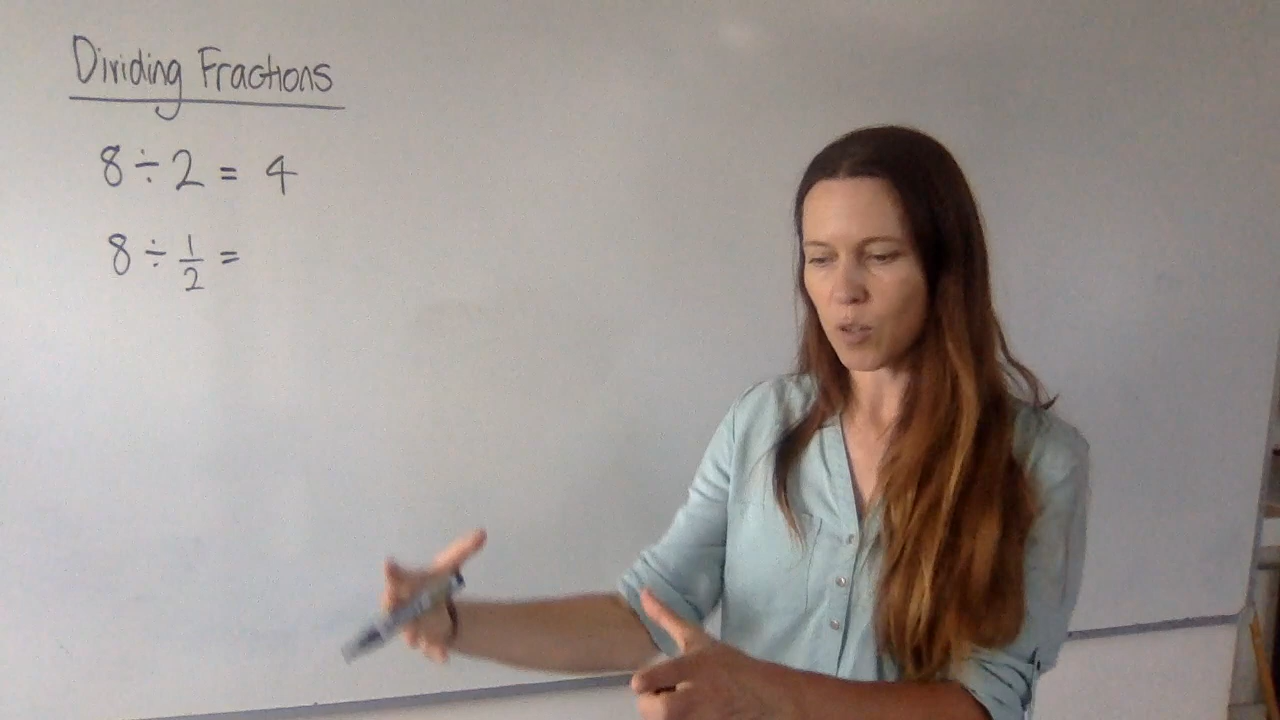 Dividing Fractions
8 ÷ 2 = 4
8 ÷ 1/2 =